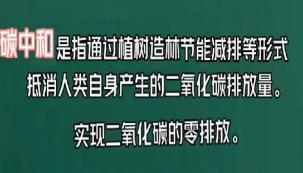 碳中和是指通过植树造林节能减排等形式
抵消人类自身产生的二氧化碳排放量。
实现二氧化碳的零排放。